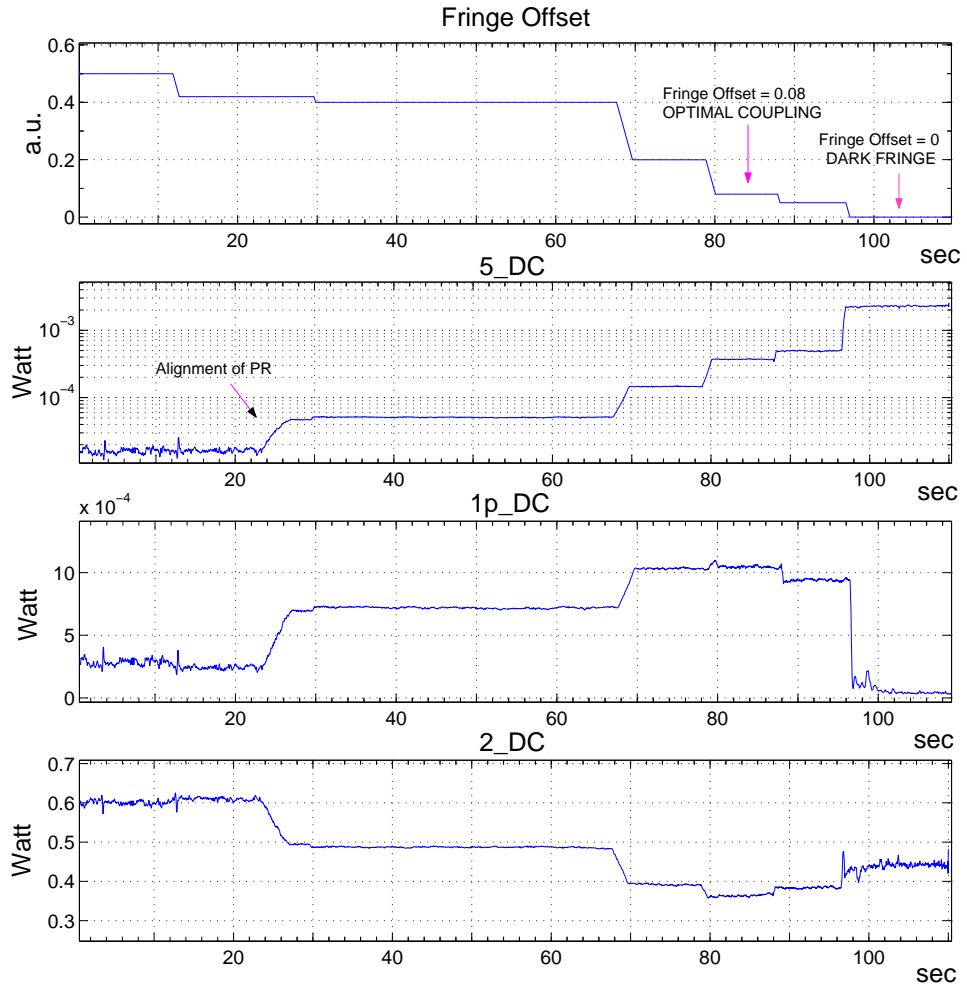 Fringe Offset
0.6
0.4
0.2
0
a.u.
Fringe Offset = 0.08
OPTIMAL COUPLING
Fringe Offset = 0
DARK FRINGE
20 40 60 80 100
sec
5_DC
10⁻³
10⁻⁴
Watt
Alignment of PR
20 40 60 80 100
sec
x 10⁻⁴
1p_DC
10
5
0
Watt
20 40 60 80 100
sec
2_DC
0.7
0.6
0.5
0.4
0.3
Watt
20 40 60 80 100
sec